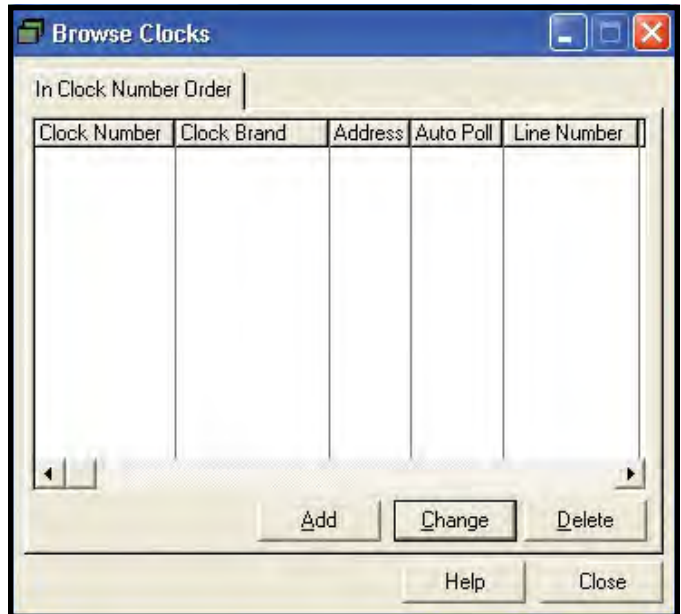 Browse Clocks
In Clock Number Order
Clock Number Clock Brand Address Auto Poll Line Number
Add Change Delete
Help Close